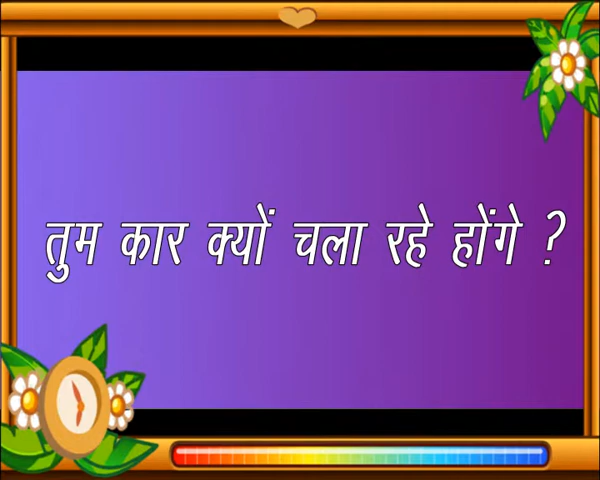 तुम कार क्यों चला रहे होंगे ?